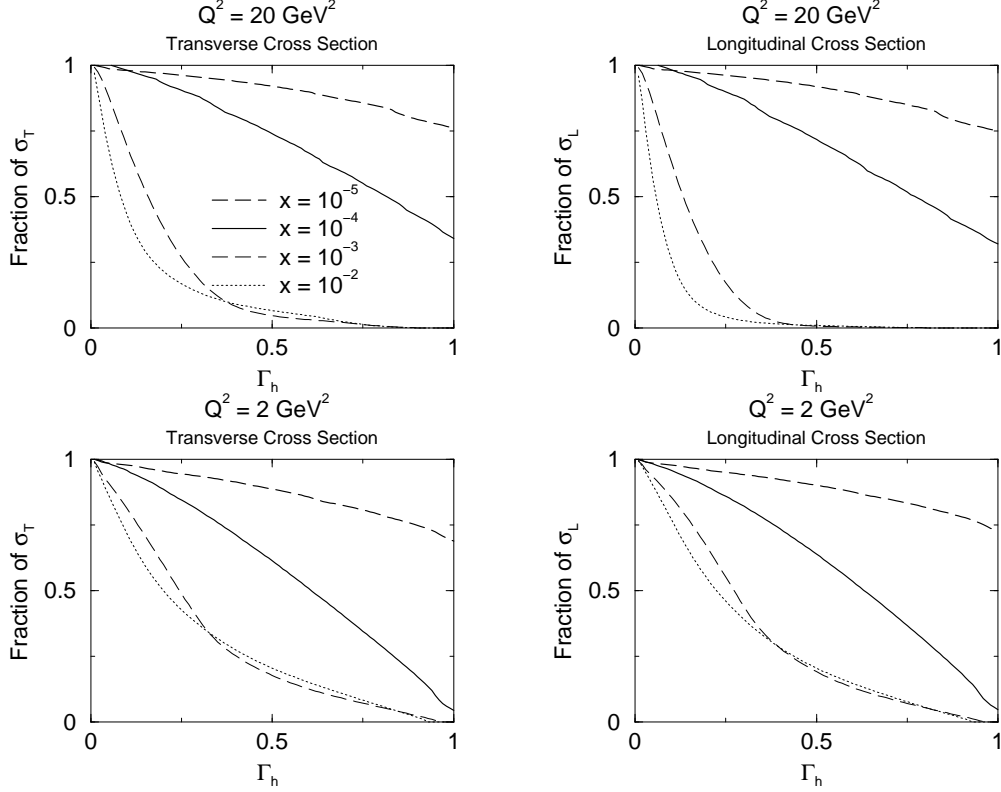 Q² = 20 GeV²
Transverse Cross Section
Fraction of σ_T
1
0.5
0
x = 10⁻⁵
x = 10⁻⁴
x = 10⁻³
x = 10⁻²
0
0.5
1
Γ_h
Q² = 20 GeV²
Longitudinal Cross Section
Fraction of σ_L
1
0.5
0
0
0.5
1
Γ_h
Q² = 2 GeV²
Transverse Cross Section
Fraction of σ_T
1
0.5
0
0
0.5
1
Γ_h
Q² = 2 GeV²
Longitudinal Cross Section
Fraction of σ_L
1
0.5
0
0
0.5
1
Γ_h